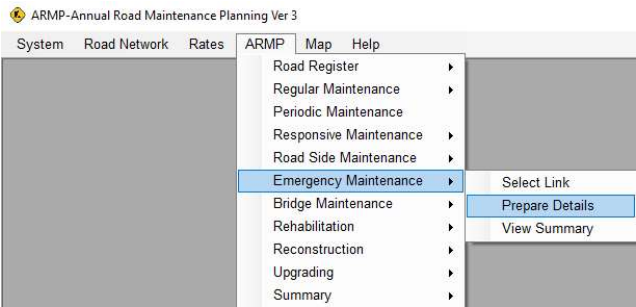 ARMP-Annual Road Maintenance Planning Ver 3
System Road Network Rates ARMP Map Help
Road Register
Regular Maintenance
Periodic Maintenance
Responsive Maintenance
Road Side Maintenance
Emergency Maintenance
Select Link
Bridge Maintenance
Prepare Details
Rehabilitation
View Summary
Reconstruction
Upgrading
Summary